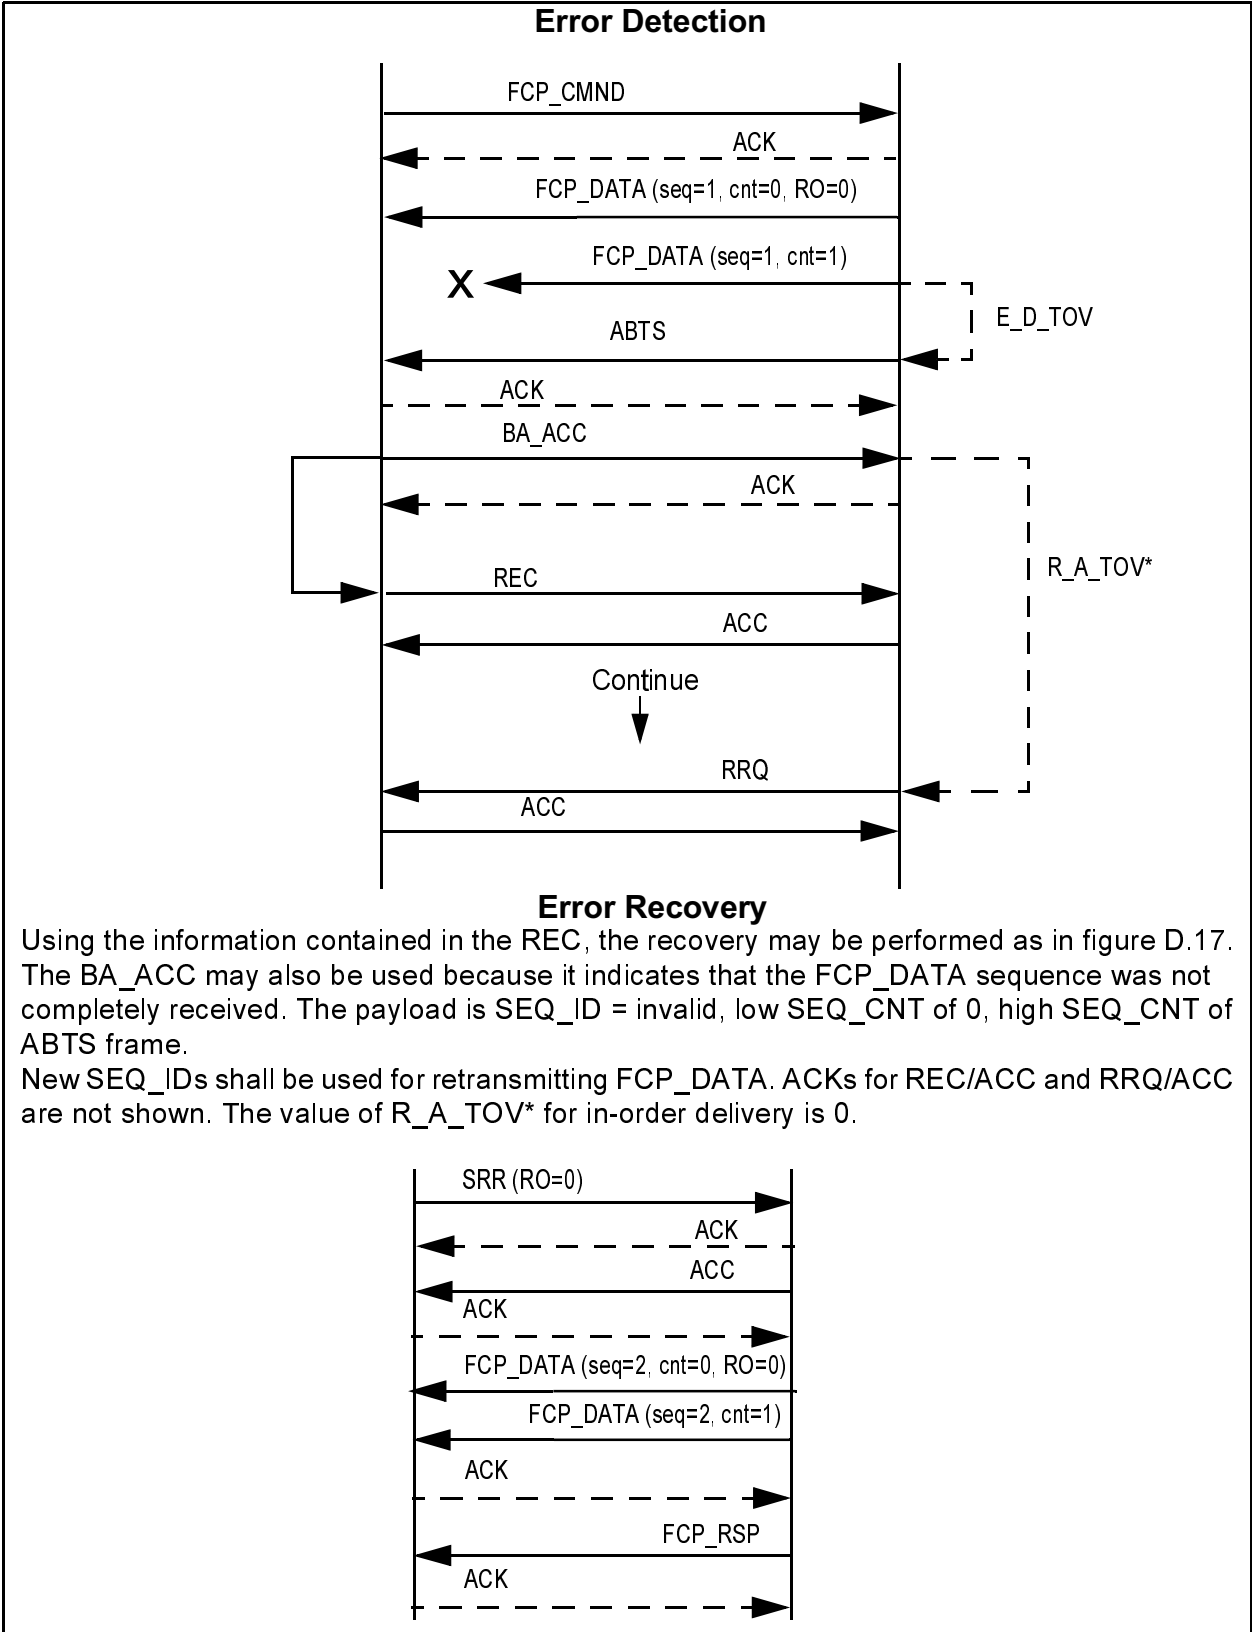 Error Detection
FCP_CMND
ACK
FCP_DATA (seq=1, cnt=0, RO=0)
FCP_DATA (seq=1, cnt=1)
X
E_D_TOV
ABTS
ACK
BA_ACC
ACK
R_A_TOV*
REC
ACC
Continue
RRQ
ACC
Error Recovery
Using the information contained in the REC, the recovery may be performed as in figure D.17.
The BA_ACC may also be used because it indicates that the FCP_DATA sequence was not
completely received. The payload is SEQ_ID = invalid, low SEQ_CNT of 0, high SEQ_CNT of
ABTS frame.
New SEQ_IDs shall be used for retransmitting FCP_DATA. ACKs for REC/ACC and RRQ/ACC
are not shown. The value of R_A_TOV* for in-order delivery is 0.
SRR (RO=0)
ACK
ACC
ACK
FCP_DATA (seq=2, cnt=0, RO=0)
FCP_DATA (seq=2, cnt=1)
ACK
FCP_RSP
ACK